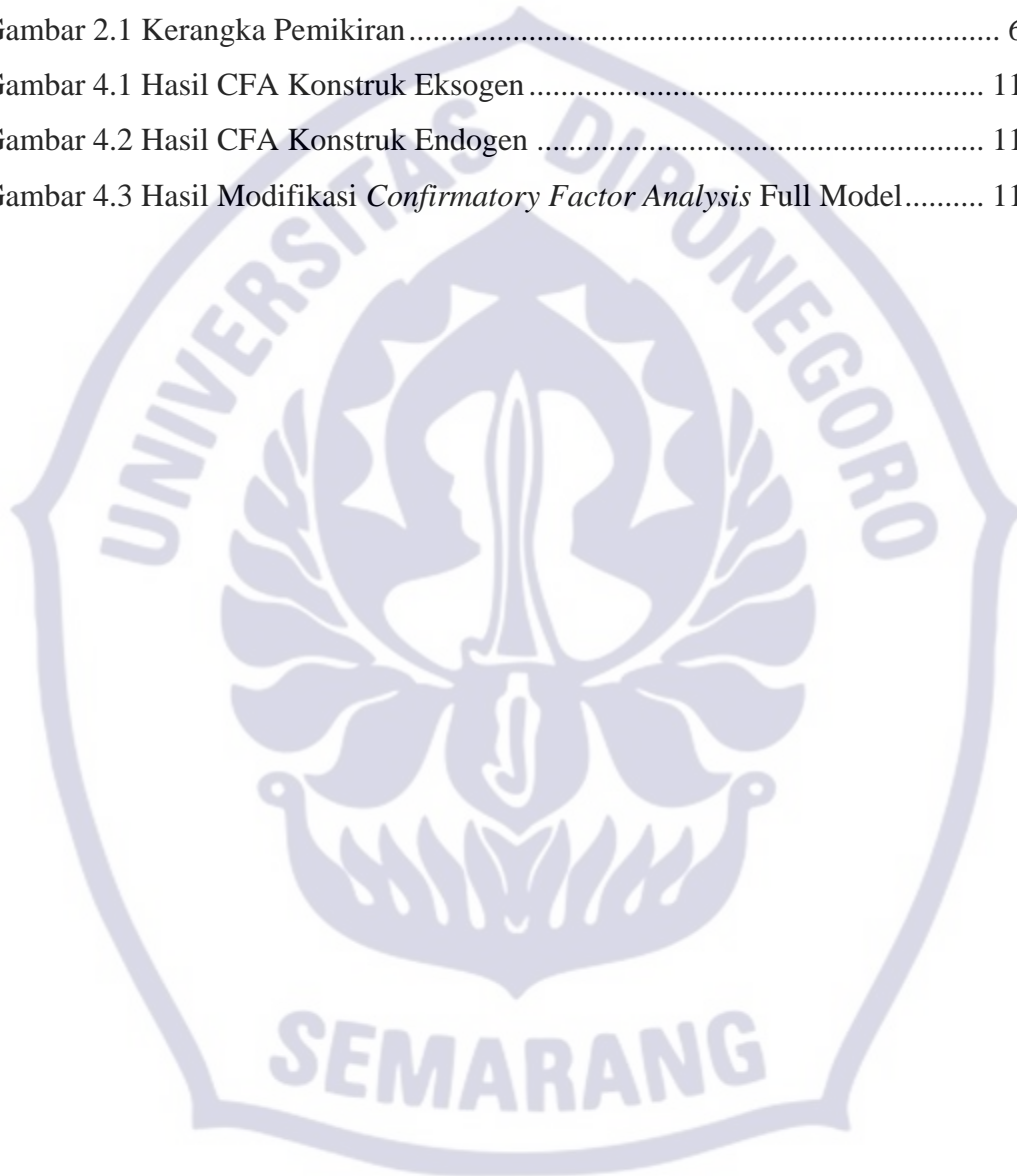 Gambar 2.1 Kerangka Pemikiran........................................................................ 6
Gambar 4.1 Hasil CFA Konstruk Eksogen....................................................... 11
Gambar 4.2 Hasil CFA Konstruk Endogen ...................................................... 11
Gambar 4.3 Hasil Modifikasi Confirmatory Factor Analysis Full Model.......... 11
UNIVERSITAS DIPONEGORO
SEMARANG